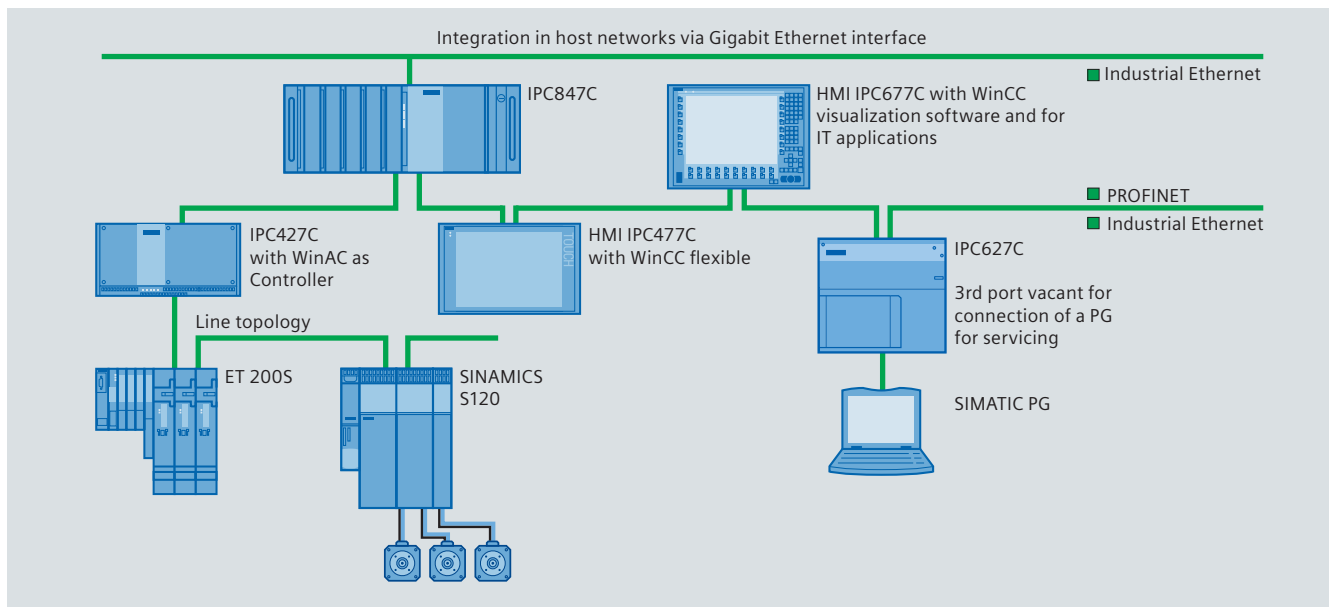 Integration in host networks via Gigabit Ethernet interface
Industrial Ethernet
IPC847C
HMI IPC677C with WinCC
visualization software and for
IT applications
PROFINET
Industrial Ethernet
IPC427C
with WinAC as
Controller
HMI IPC477C
with WinCC flexible
TOUCH
IPC627C
3rd port vacant for
connection of a PG
for servicing
Line topology
ET 200S
SINAMICS
S120
SIMATIC PG